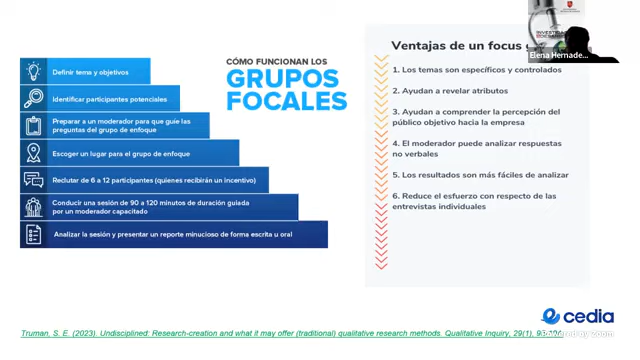 CÓMO FUNCIONAN LOS
GRUPOS
FOCALES
Definir tema y objetivos
Identificar participantes potenciales
Preparar a un moderador para que guíe las
preguntas del grupo de enfoque
Escoger un lugar para el grupo de enfoque
Reclutar de 6 a 12 participantes (quienes recibirán un incentivo)
Conducir una sesión de 90 a 120 minutos de duración guiada
por un moderador capacitado
Analizar la sesión y presentar un reporte minucioso de forma escrita u oral
Ventajas de un focus
1. Los temas son específicos y controlados
2. Ayudan a revelar atributos
3. Ayudan a comprender la percepción del
público objetivo hacia la empresa
4. El moderador puede analizar respuestas
no verbales
5. Los resultados son más fáciles de analizar
6. Reduce el esfuerzo con respecto de las
entrevistas individuales
Elena Hernade...
cedia
Truman, S. E. (2023). Undisciplined: Research-creation and what it may offer (traditional) qualitative research methods. Qualitative Inquiry, 29(1),